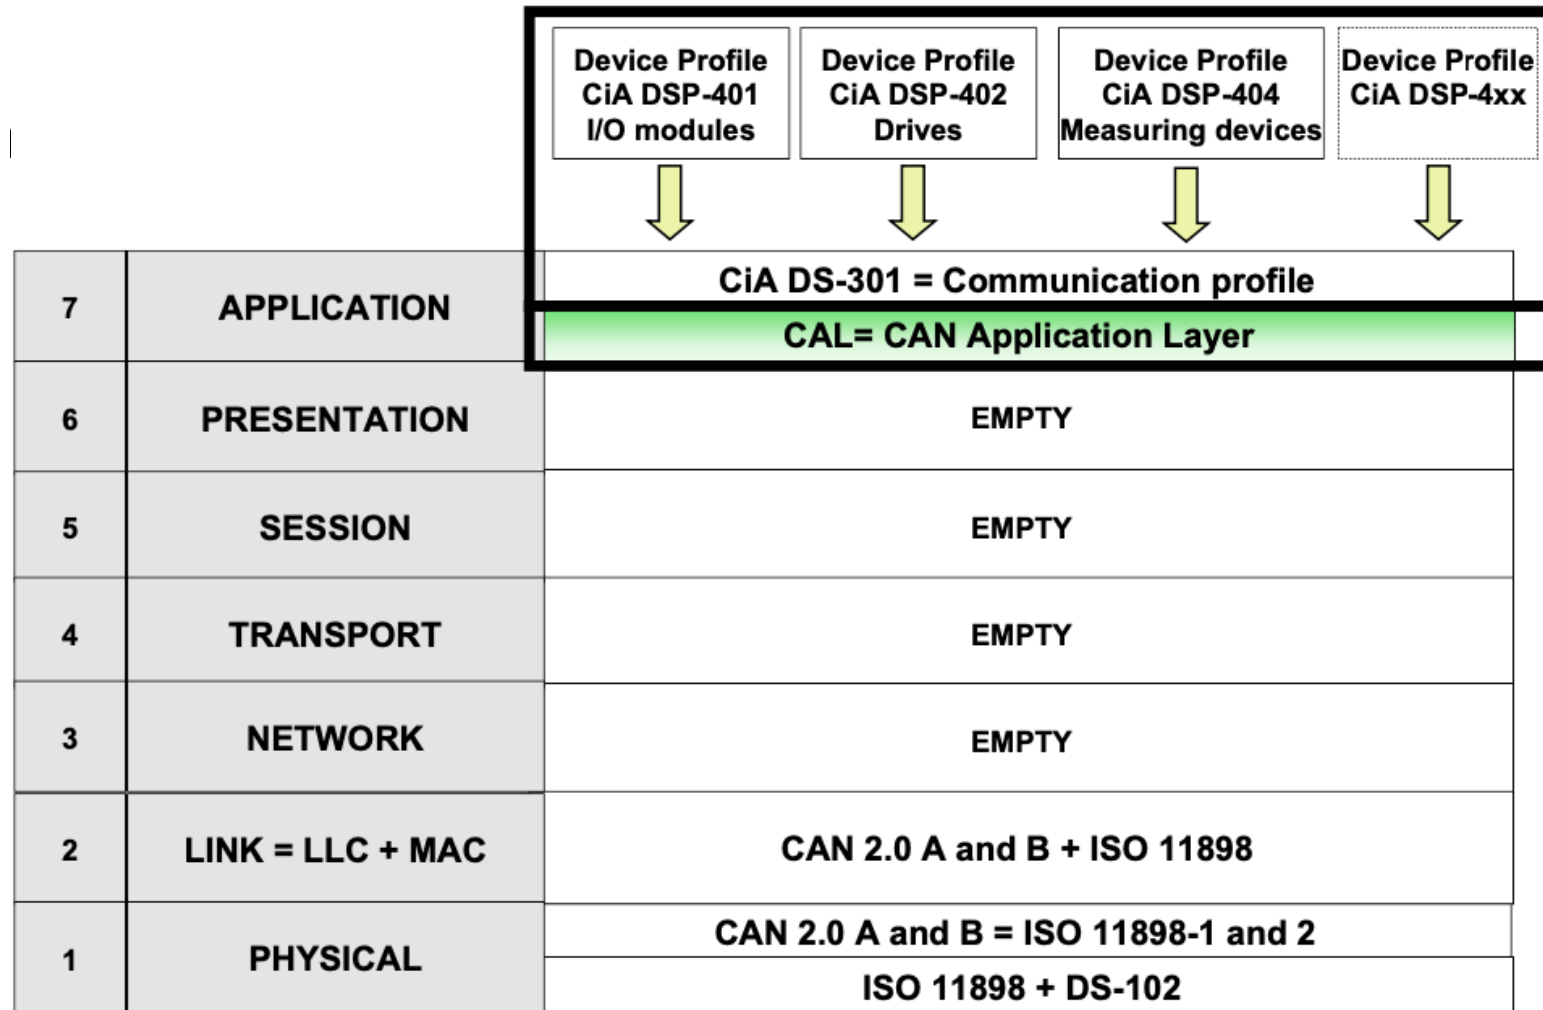 Device Profile
CiA DSP-401
I/O modules
Device Profile
CiA DSP-402
Drives
Device Profile
CiA DSP-404
Measuring devices
Device Profile
CiA DSP-4xx
7
APPLICATION
CiA DS-301 = Communication profile
CAL= CAN Application Layer
6
PRESENTATION
EMPTY
5
SESSION
EMPTY
4
TRANSPORT
EMPTY
3
NETWORK
EMPTY
2
LINK = LLC + MAC
CAN 2.0 A and B + ISO 11898
1
PHYSICAL
CAN 2.0 A and B = ISO 11898-1 and 2
ISO 11898 + DS-102